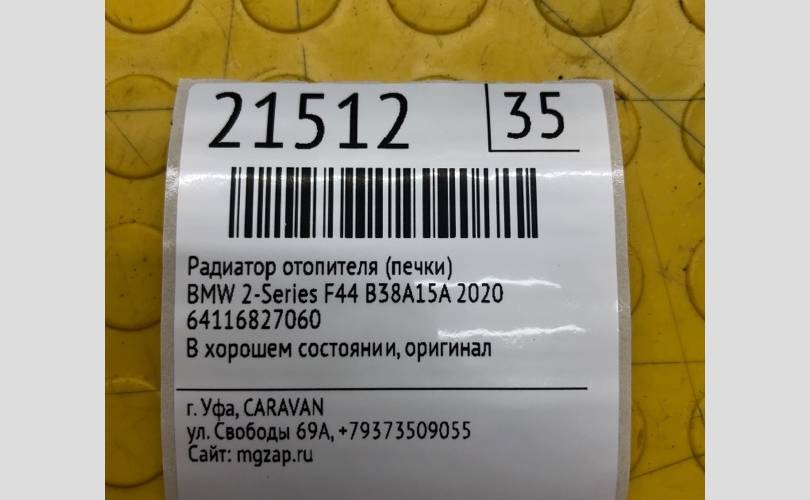 21512
35
Радиатор отопителя (печки)
BMW 2-Series F44 B38A15A 2020
64116827060
В хорошем состоянии, оригинал
г. Уфа, CARAVAN
ул. Свободы 69А, +79373509055
Сайт: mgzap.ru